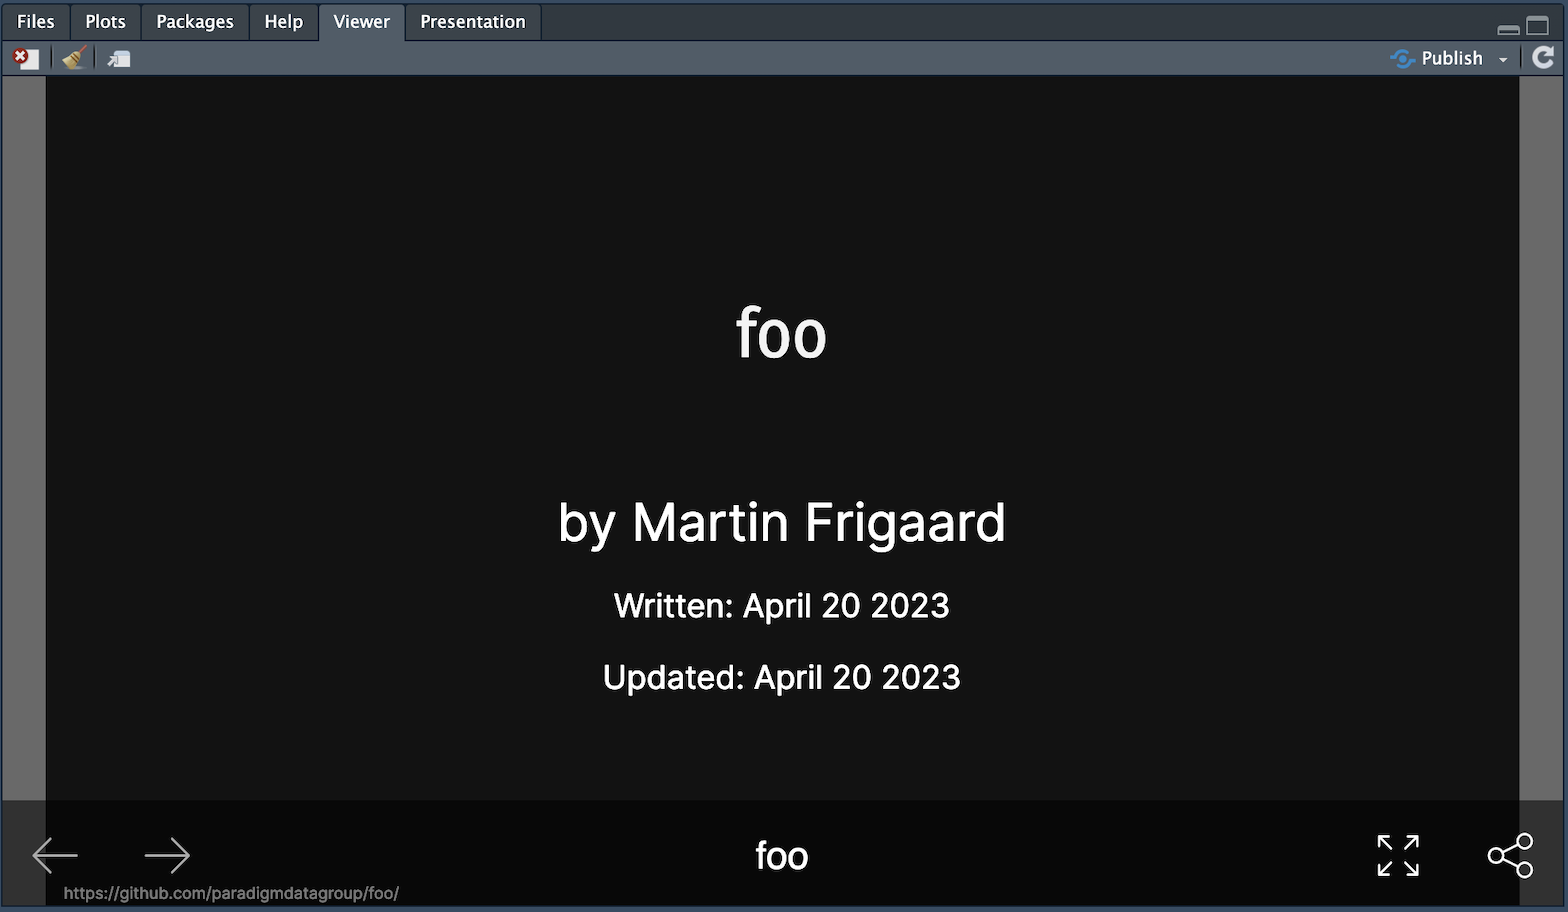 Files Plots Packages Help Viewer Presentation
Publish
foo
by Martin Frigaard
Written: April 20 2023
Updated: April 20 2023
foo
https://github.com/paradigmdatagroup/foo/